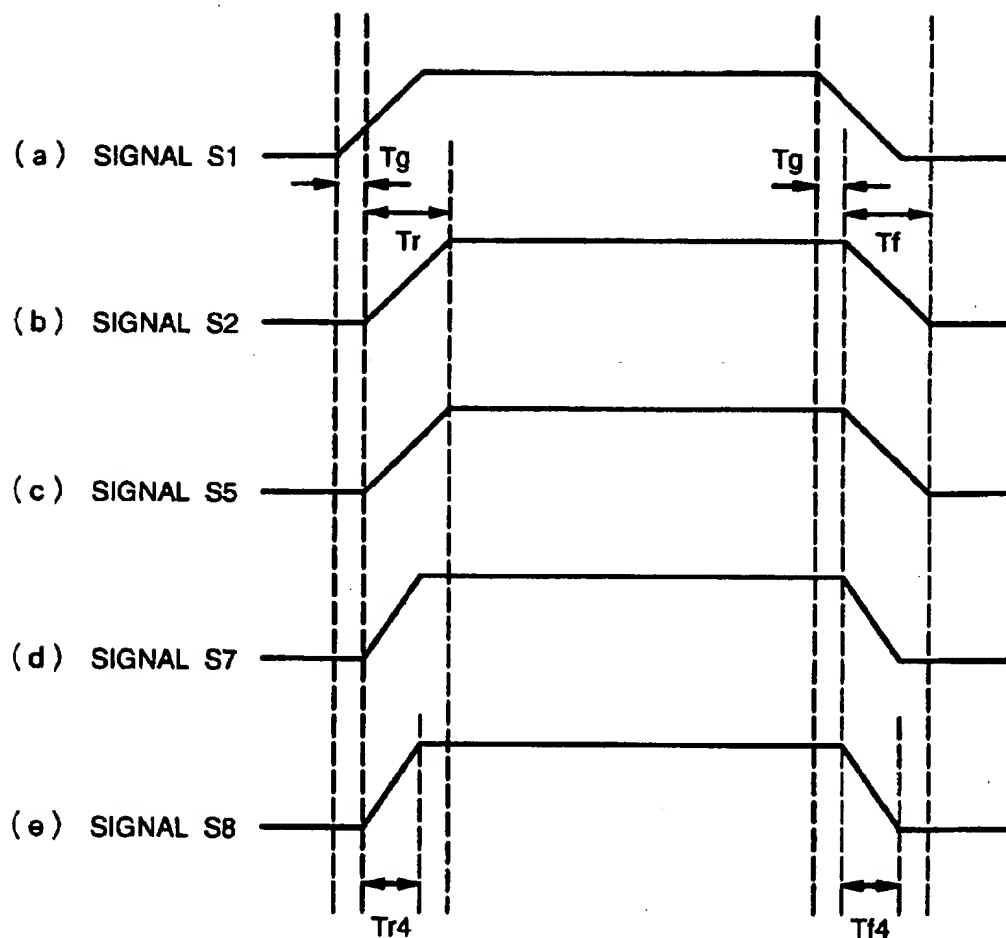 (a) SIGNAL S1
Tg
Tg
Tr
Tf
(b) SIGNAL S2
(c) SIGNAL S5
(d) SIGNAL S7
(e) SIGNAL S8
Tr4
Tf4